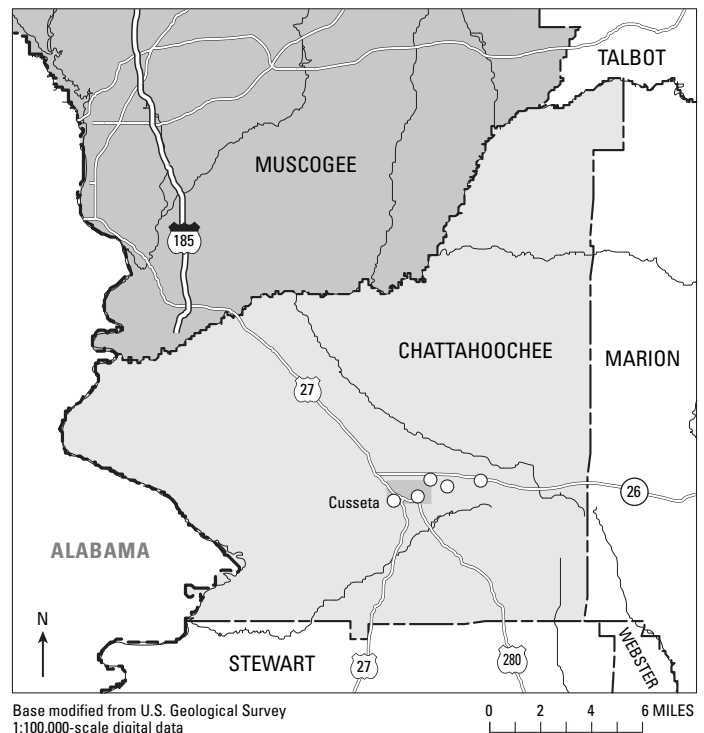 TALBOT
MUSCOGEE
185
CHATTAHOOCHEE
MARION
27
Cusseta
26
ALABAMA
N
STEWART
27
280
WEBSTER
Base modified from U.S. Geological Survey
1:100,000-scale digital data
0 2 4 6 MILES